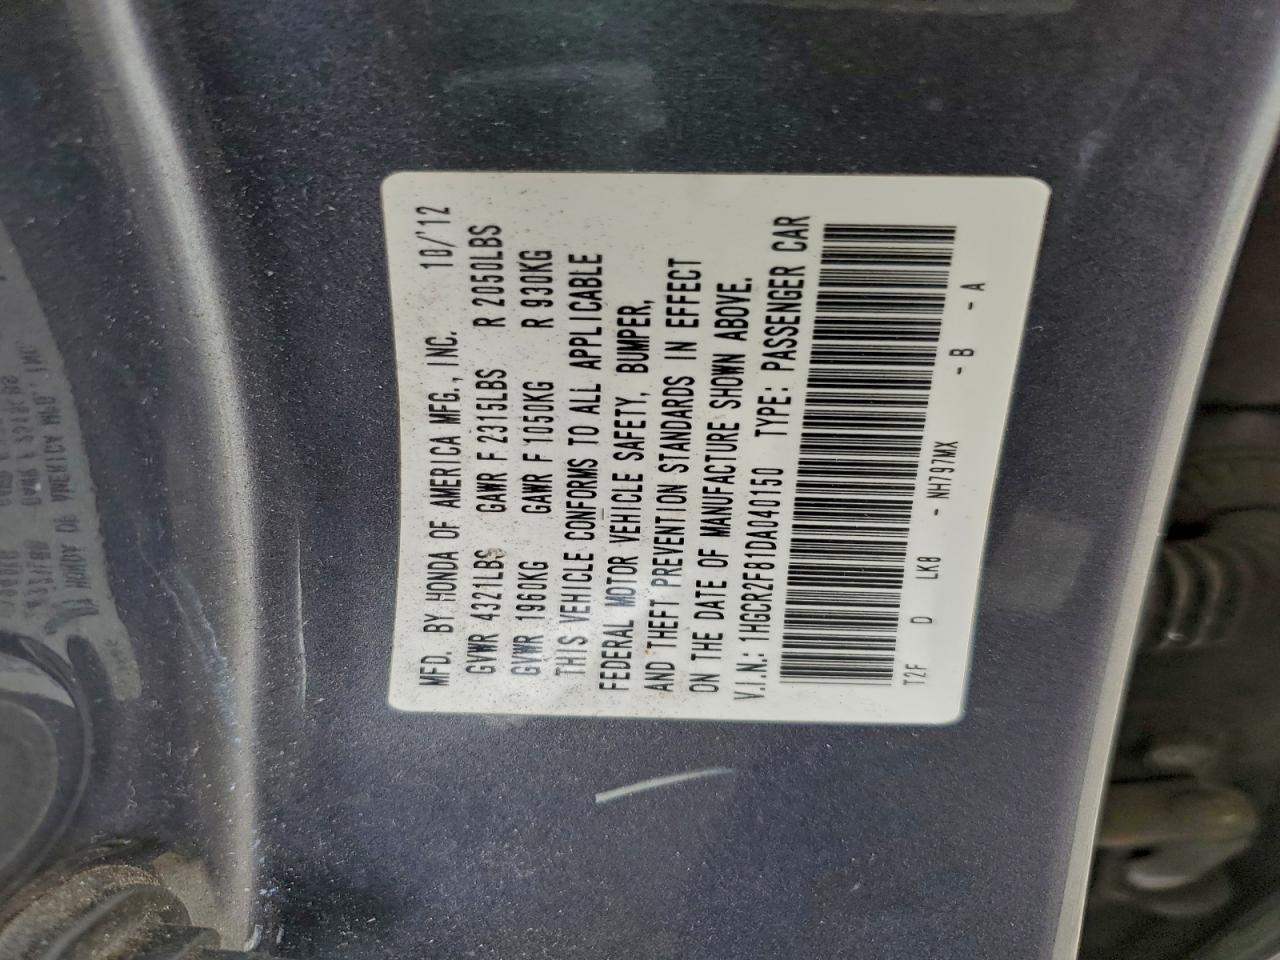 MFD. BY HONDA OF AMERICA MFG., INC. 10/'12
GVWR 4321LBS GAWR F 2315LBS R 2050LBS
GVWR 1960KG GAWR F 1050KG R 930KG
THIS VEHICLE CONFORMS TO ALL APPLICABLE
FEDERAL MOTOR VEHICLE SAFETY, BUMPER,
AND THEFT PREVENTION STANDARDS IN EFFECT
ON THE DATE OF MANUFACTURE SHOWN ABOVE.
V.I.N.: 1HGCR2F81DA040150 TYPE: PASSENGER CAR
T2F D LK8 - NH797MX - B - A